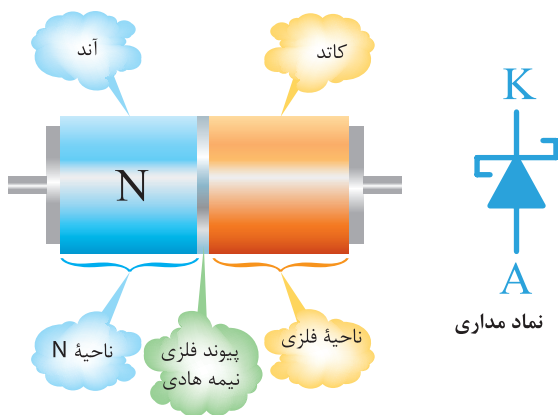 آند
کاتد
N
K
A
نماد مداری
ناحیهٔ N
پیوند فلزی
نیمه هادی
ناحیهٔ فلزی